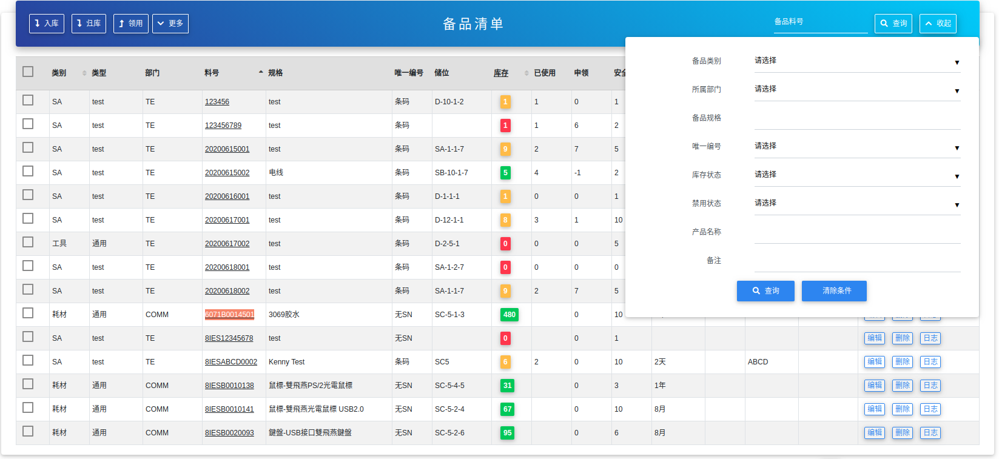 入库 归库 领用 更多 备品清单 备品料号 查询 收起
类别 类型 部门 料号 规格 唯一编号 储位 库存 已使用 申领 安全
SA test TE 123456 test 条码 D-10-1-2 1 1 0 1
SA test TE 123456789 test 条码 1 1 6 2
SA test TE 20200615001 test 条码 SA-1-1-7 9 2 7 5
SA test TE 20200615002 电线 条码 SB-10-1-7 5 4 -1 2
SA test TE 20200616001 test 条码 D-1-1-1 1 0 0 1
SA test TE 20200617001 test 条码 D-12-1-1 8 3 1 10
工具 通用 TE 20200617002 test 条码 D-2-5-1 0 0 0 5
SA test TE 20200618001 test 条码 SA-1-2-7 0 0 0 0
SA test TE 20200618002 test 条码 SA-1-1-7 9 2 7 5
耗材 通用 COMM 6071B0014501 3069胶水 无SN SC-5-1-3 480 0 10
SA test TE 8IES12345678 test 无SN 0 0 1 编辑 删除 日志
SA test TE 8IESABCD0002 Kenny Test 条码 SC5 6 2 0 10 2天 ABCD 编辑 删除 日志
耗材 通用 COMM 8IESB0010138 鼠標-雙飛燕PS/2光電鼠標 无SN SC-5-4-5 31 0 3 1年 编辑 删除 日志
耗材 通用 COMM 8IESB0010141 鼠標-雙飛燕光電鼠標 USB2.0 无SN SC-5-2-4 67 0 10 8月 编辑 删除 日志
耗材 通用 COMM 8IESB0020093 鍵盤-USB接口雙飛燕鍵盤 无SN SC-5-2-6 95 0 6 8月 编辑 删除 日志
备品类别 请选择
所属部门 请选择
备品规格
唯一编号 请选择
库存状态 请选择
禁用状态 请选择
产品名称
备注
查询 清除条件